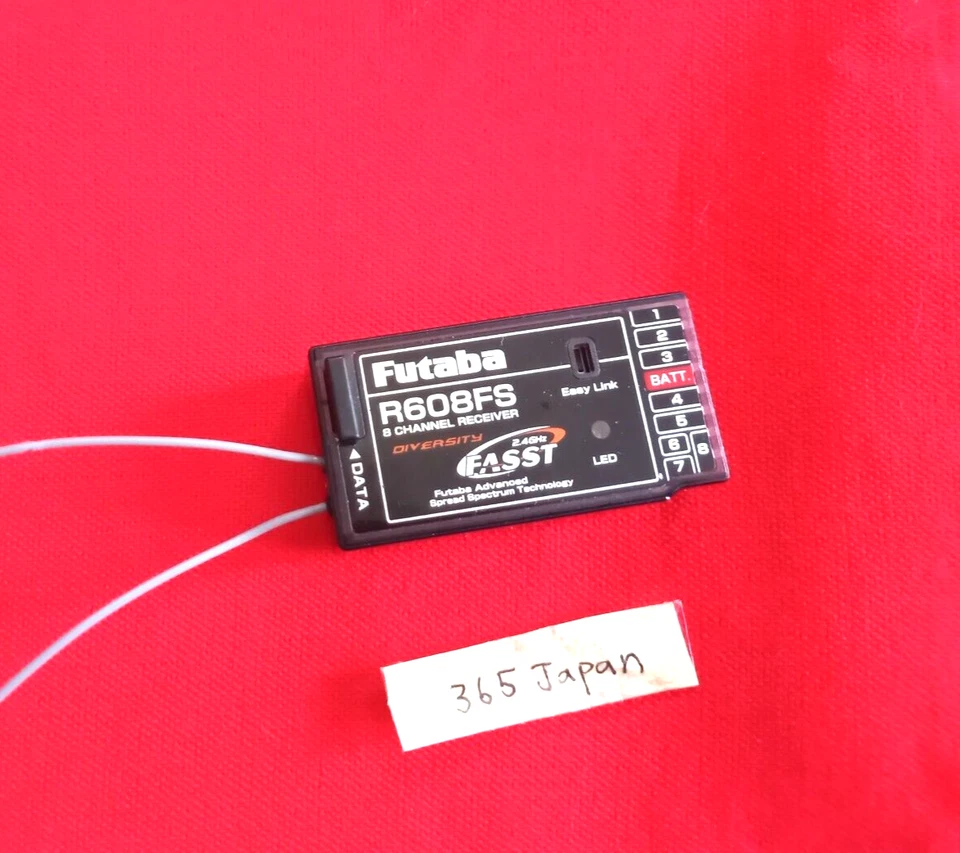 Futaba
R608FS
8 CHANNEL RECEIVER
DIVERSITY
2.4GHz
FASST
Futaba Advanced
Spread Spectrum Technology
Easy Link
LED
◀DATA
1
2
3
BATT.
4
5
6 8
7
365 Japan